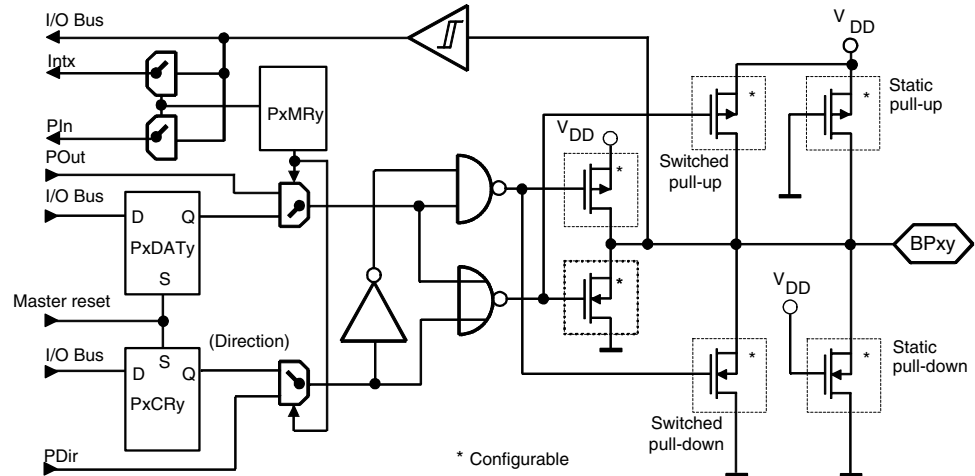 I/O Bus
V DD
Intx
PxMRy
*
*
Static
pull-up
PIn
V DD
POut
*
Switched
pull-up
I/O Bus
D
Q
PxDATy
S
BPxy
*
Master reset
V DD
(Direction)
I/O Bus
S
D
Q
PxCRy
*
*
Static
pull-down
Switched
pull-down
PDir
* Configurable